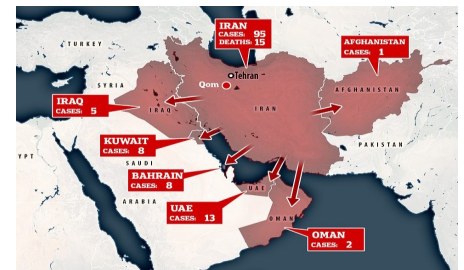 IRAN
CASES: 95
DEATHS: 15
AFGHANISTAN
CASES: 1
TURKEY
Tehran
Qom
SYRIA
AFGHANISTAN
IRAQ
CASES: 5
IRAQ
IRAN
KUWAIT
CASES: 8
PAKISTAN
YPT
SAUDI
BAHRAIN
CASES: 8
ARABIA
UAE
UAE
CASES: 13
OMAN
OMAN
CASES: 2